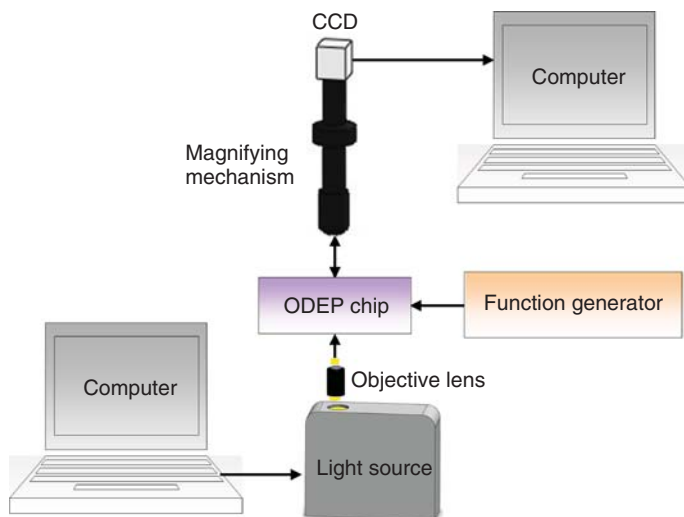 CCD
Computer
Magnifying
mechanism
ODEP chip
Function generator
Computer
Objective lens
Light source